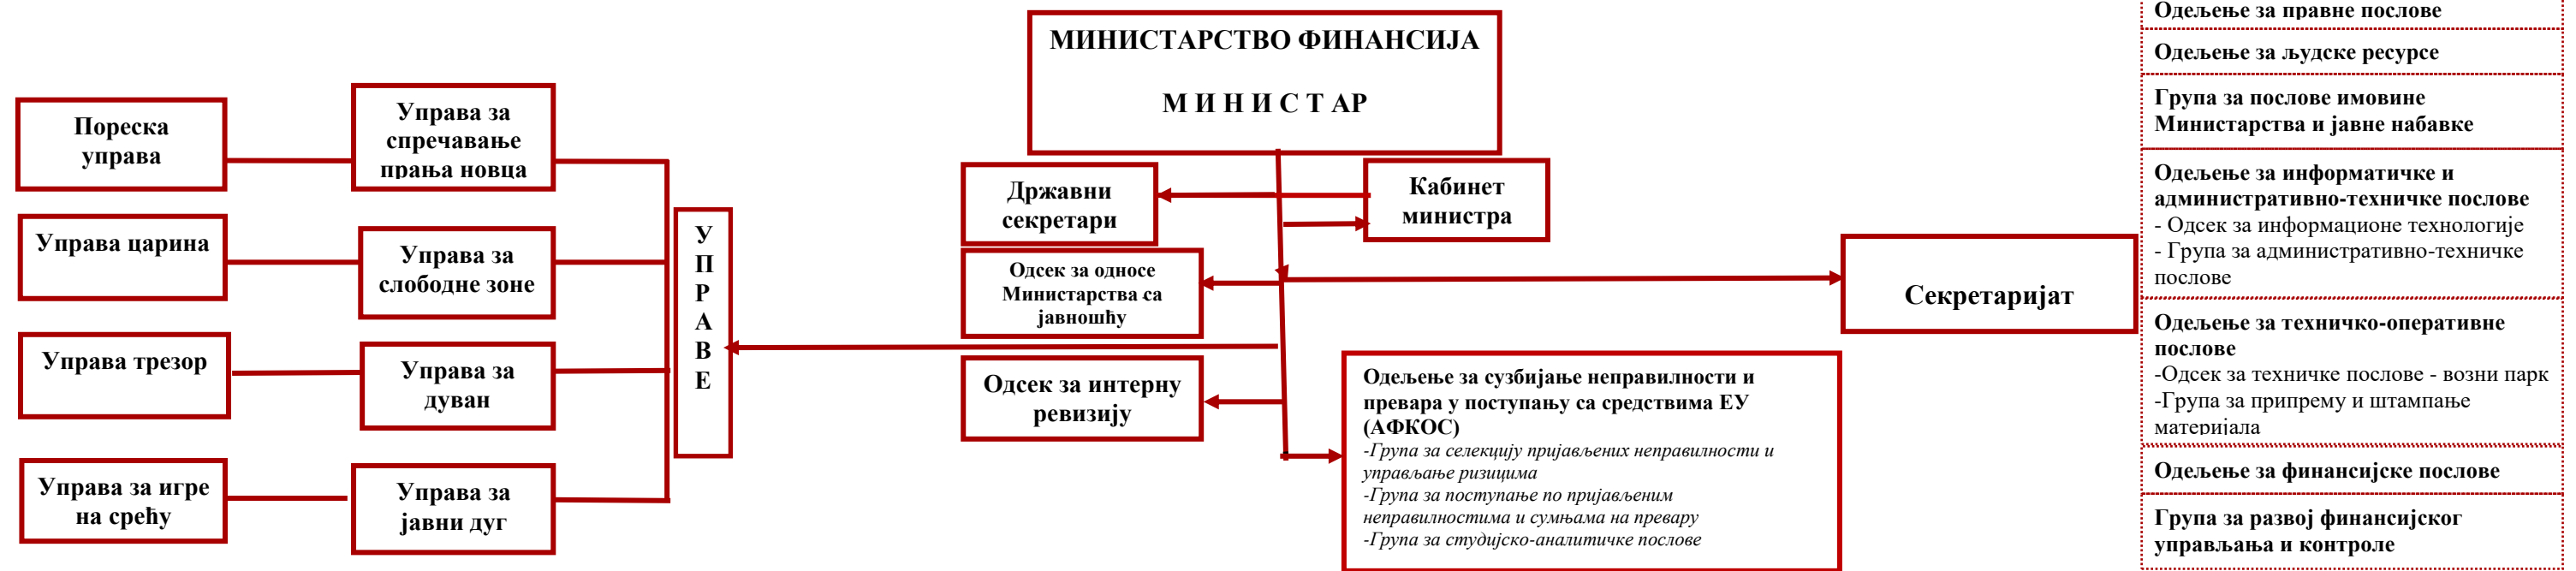 МИНИСТАРСТВО ФИНАНСИЈА
М И Н И С Т АР
Пореска
управа
Управа за
спречавање
прања новца
Управа царина
Управа за
слободне зоне
Управа трезор
Управа за
дуван
Управа за игре
на срећу
Управа за
јавни дуг
У
П
Р
А
В
Е
Државни
секретари
Кабинет
министра
Одсек за односе
Министарства са
јавношћу
Одсек за интерну
ревизију
Одељење за сузбијање неправилности и
превара у поступању са средствима ЕУ
(АФКОС)
-Група за селекцију пријављених неправилности и
управљање ризицима
-Група за поступање по пријављеним
неправилностима и сумњама на превару
-Група за студијско-аналитичке послове
Секретаријат
Одељење за правне послове
Одељење за људске ресурсе
Група за послове имовине
Министарства и јавне набавке
Одељење за информатичке и
административно-техничке послове
- Одсек за информационе технологије
- Група за административно-техничке
послове
Одељење за техничко-оперативне
послове
-Одсек за техничке послове - возни парк
-Група за припрему и штампање
материјала
Одељење за финансијске послове
Група за развој финансијског
управљања и контроле